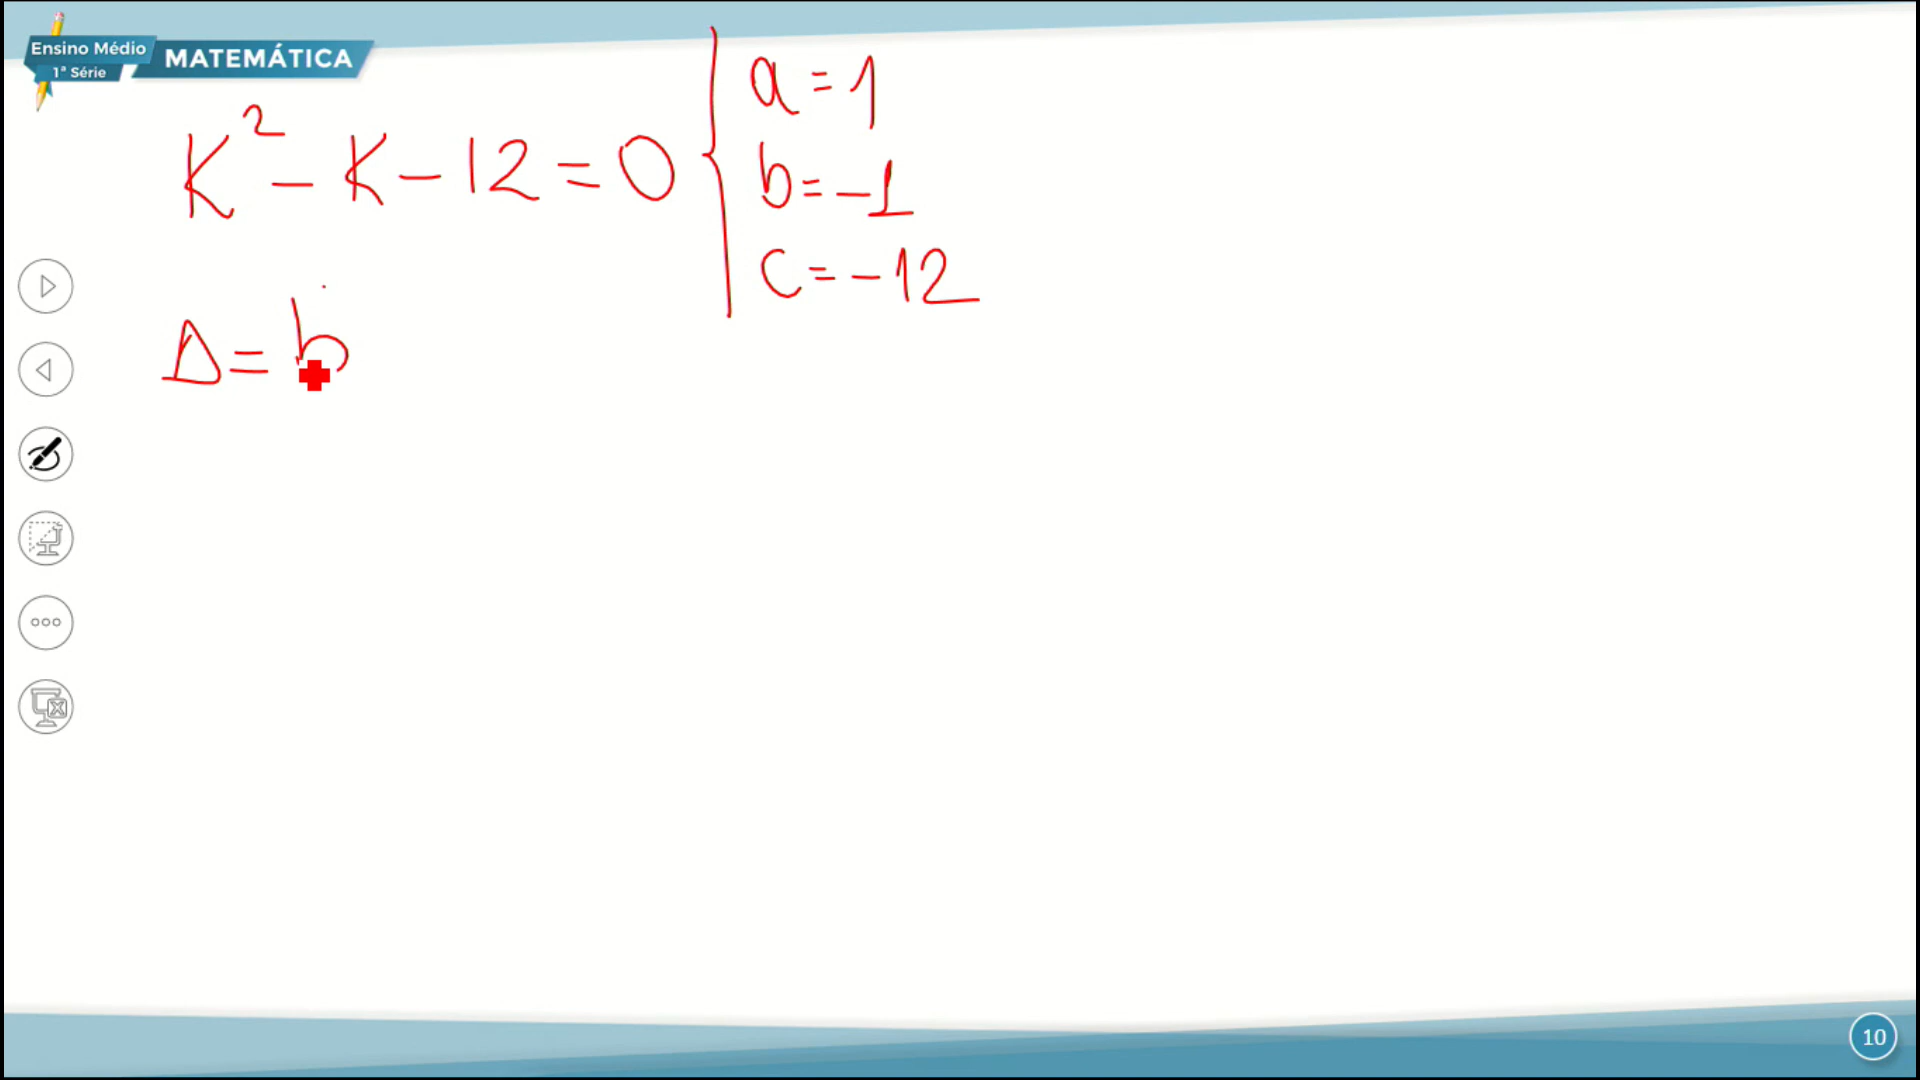 Ensino Médio
1ª Série
MATEMÁTICA
K² - K - 12 = 0
a = 1
b = -1
c = -12
Δ = b
10